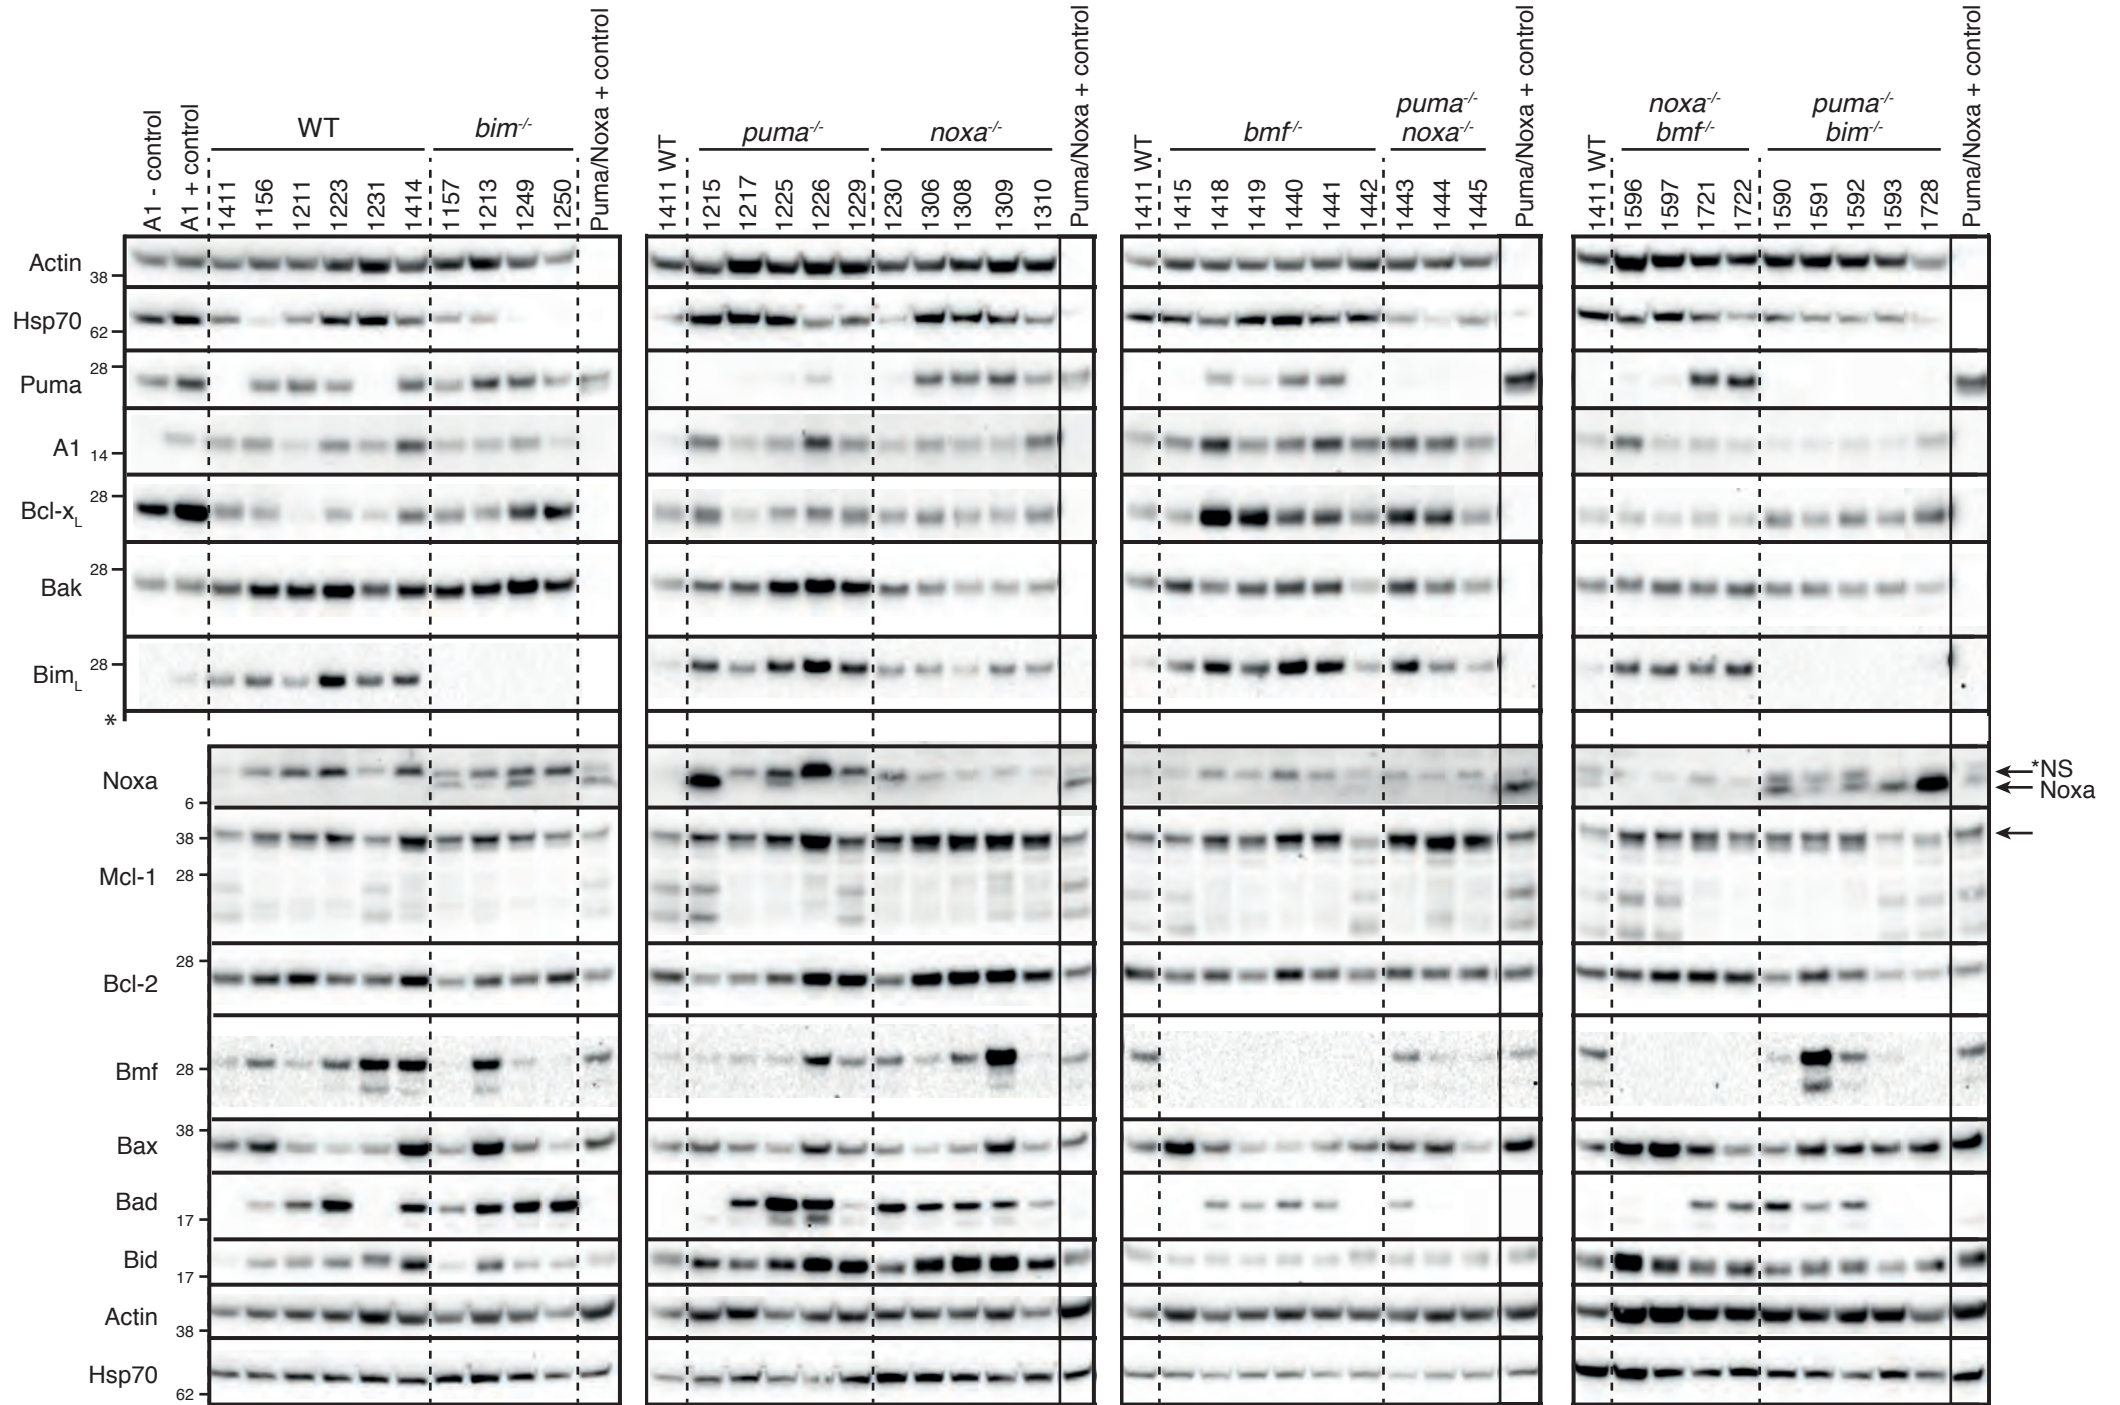 A1 - control
A1 + control
WT
1411
1156
1211
1223
1231
1414
bim-/-
1157
1213
1249
1250
Puma/Noxa + control
1411 WT
puma-/-
1215
1217
1225
1226
1229
noxa-/-
1230
1306
1308
1309
1310
Puma/Noxa + control
1411 WT
bmf-/-
1415
1418
1419
1440
1441
1442
puma-/-
noxa-/-
1443
1444
1445
Puma/Noxa + control
1411 WT
noxa-/-
bmf-/-
1596
1597
1721
1722
puma-/-
bim-/-
1590
1591
1592
1593
1728
Puma/Noxa + control
Actin
38
Hsp70
62
28
Puma
A1
14
28
Bcl-xL
28
Bak
28
BimL
*
Noxa
6
*NS
Noxa
38
Mcl-1
28
28
Bcl-2
Bmf
28
38
Bax
Bad
17
Bid
17
Actin
38
Hsp70
62